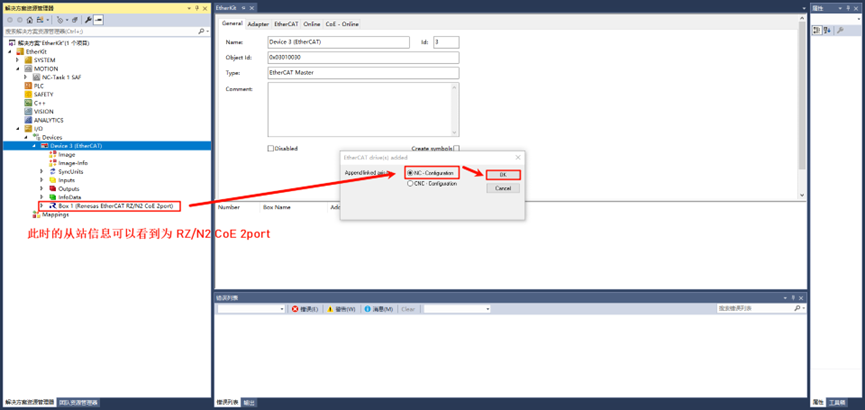 解决方案资源管理器
EtherKit
属性
搜索解决方案资源管理器(Ctrl+;)
解决方案"EtherKit"(1 个项目)
EtherKit
SYSTEM
MOTION
NC-Task 1 SAF
PLC
SAFETY
C++
VISION
ANALYTICS
I/O
Devices
Device 3 (EtherCAT)
Image
Image-Info
SyncUnits
Inputs
Outputs
InfoData
Box 1 (Renesas EtherCAT RZ/N2 CoE 2port)
Mappings
此时的从站信息可以看到为 RZ/N2 CoE 2port
General Adapter EtherCAT Online CoE - Online
Name: Device 3 (EtherCAT) Id: 3
Object Id: 0x03010030
Type: EtherCAT Master
Comment:
Disabled Create symbols
EtherCAT drive(s) added
Append linked axis
NC - Configuration OK
CNC - Configuration Cancel
Number Box Name
错误列表
错误(E) 警告(W) 消息(M) Clear
搜索错误列表
解决方案资源管理器 团队资源管理器
错误列表 输出
属性 工具箱